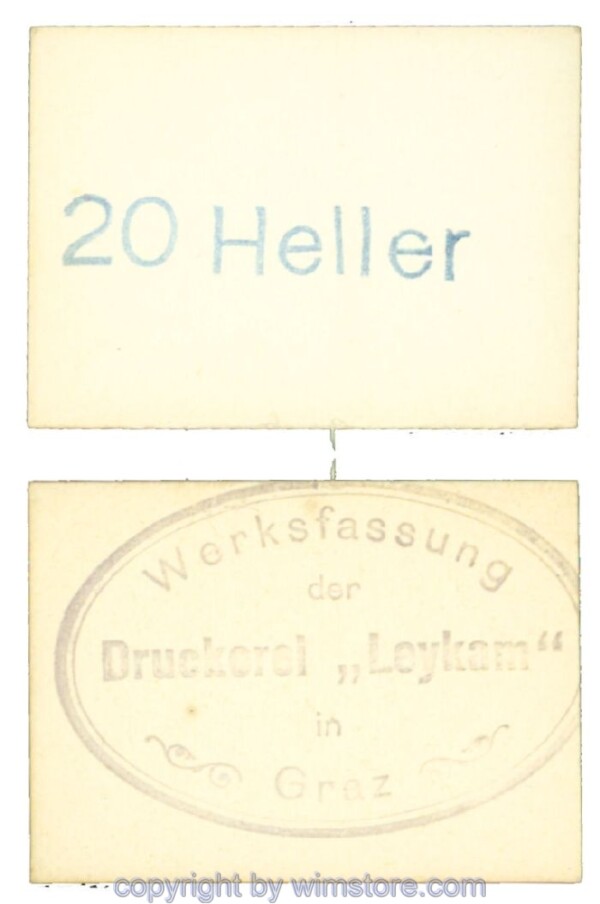 20 Heller
Werksfassung
der
Druckerei „Leykam“
in
Graz
copyright by wimstore.com